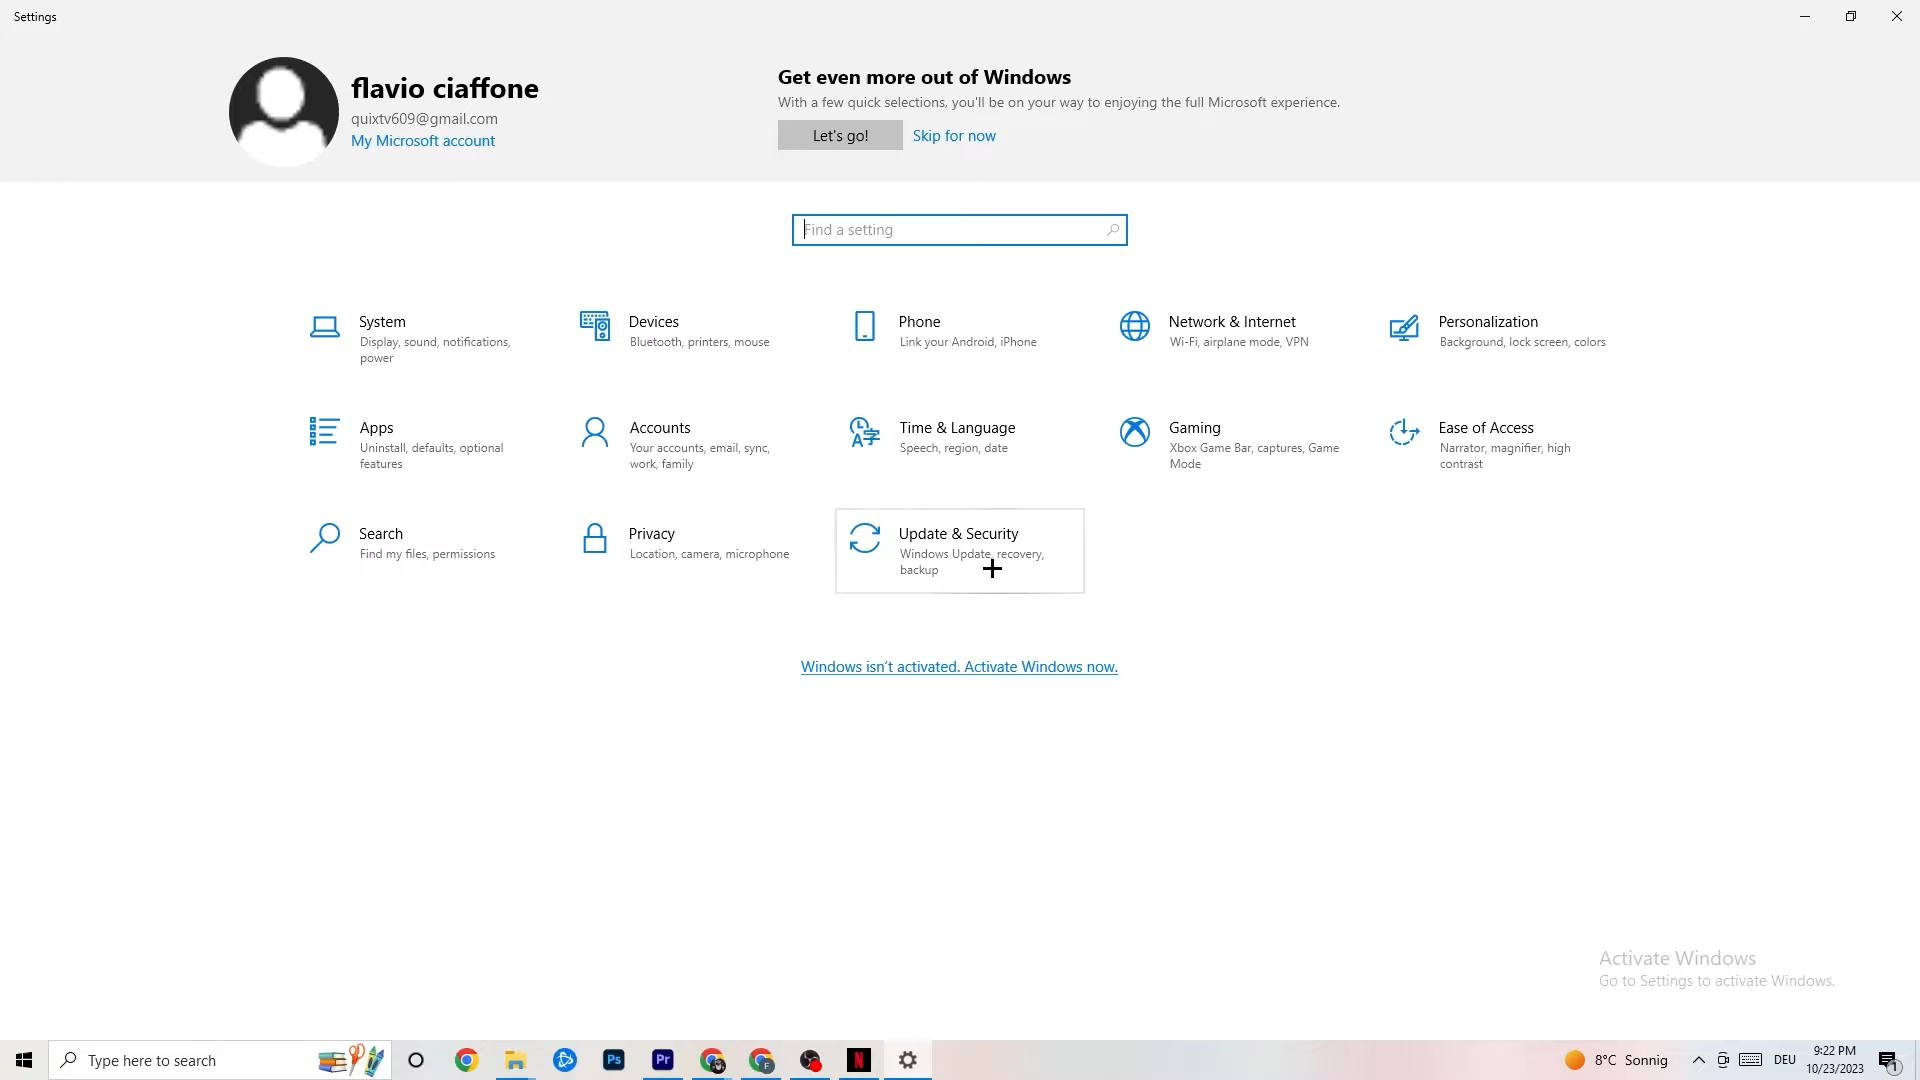 Settings
flavio ciaffone
quixtv609@gmail.com
My Microsoft account
Get even more out of Windows
With a few quick selections, you'll be on your way to enjoying the full Microsoft experience.
Let's go!
Skip for now
Find a setting
System
Display, sound, notifications,
power
Devices
Bluetooth, printers, mouse
Phone
Link your Android, iPhone
Network & Internet
Wi-Fi, airplane mode, VPN
Personalization
Background, lock screen, colors
Apps
Uninstall, defaults, optional
features
Accounts
Your accounts, email, sync,
work, family
Time & Language
Speech, region, date
Gaming
Xbox Game Bar, captures, Game
Mode
Ease of Access
Narrator, magnifier, high
contrast
Search
Find my files, permissions
Privacy
Location, camera, microphone
Update & Security
Windows Update, recovery,
backup
Windows isn't activated. Activate Windows now.
Activate Windows
Go to Settings to activate Windows.
Type here to search
Ps
Pr
F
N
8°C Sonnig
DEU
9:22 PM
10/23/2023
1